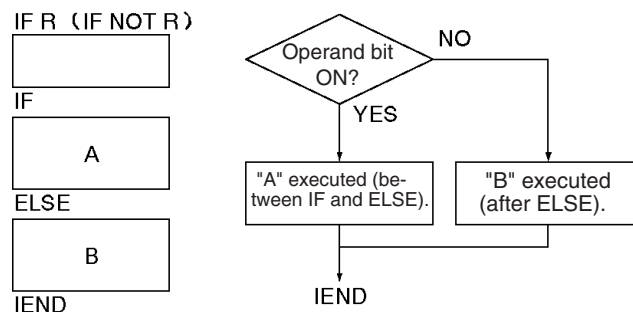 IF R (IF NOT R)
IF
A
ELSE
B
IEND
Operand bit
ON?
NO
YES
"A" executed (be-
tween IF and ELSE).
"B" executed
(after ELSE).
IEND